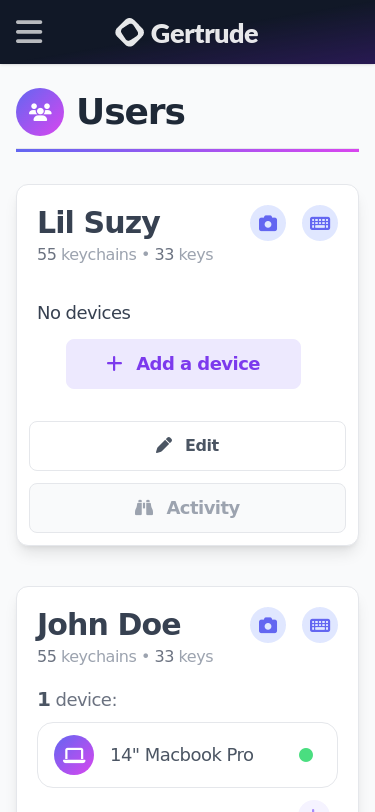 Gertrude
Users
Lil Suzy
55 keychains • 33 keys
No devices
Add a device
Edit
Activity
John Doe
55 keychains • 33 keys
1 device:
14" Macbook Pro